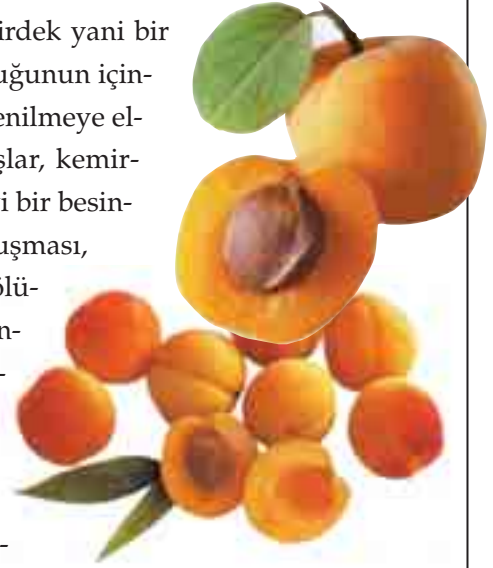 irdek yani bir
uğunun için-
enilmeye el-
şlar, kemir-
i bir besin-
uşması,
ölü-
n-
-
-